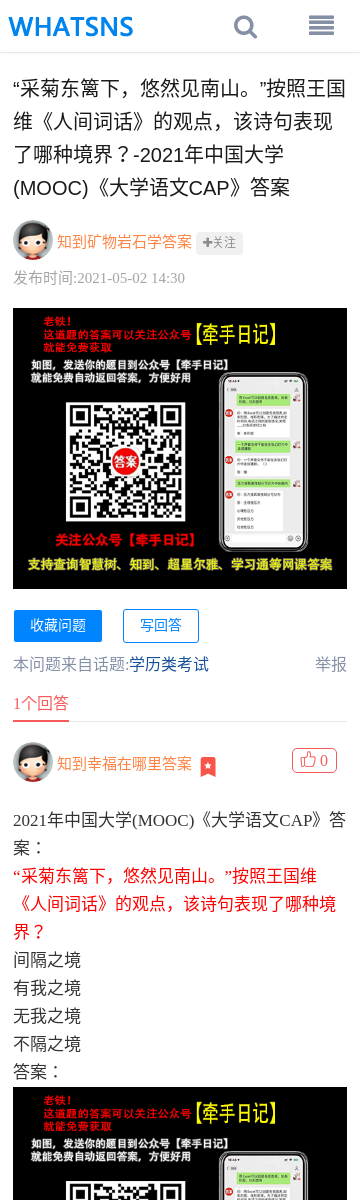 WHATSNS
“采菊东篱下，悠然见南山。”按照王国
维《人间词话》的观点，该诗句表现
了哪种境界？-2021年中国大学
(MOOC)《大学语文CAP》答案
知到矿物岩石学答案 +关注
发布时间:2021-05-02 14:30
老铁！
这道题的答案可以关注公众号【牵手日记】
就能免费获取
如图，发送你的题目到公众号【牵手日记】
就能免费自动返回答案，方便好用
答案
关注公众号【牵手日记】
支持查询智慧树、知到、超星尔雅、学习通等网课答案
收藏问题 写回答
本问题来自话题:学历类考试 举报
1个回答
知到幸福在哪里答案 0
2021年中国大学(MOOC)《大学语文CAP》答
案：
“采菊东篱下，悠然见南山。”按照王国维
《人间词话》的观点，该诗句表现了哪种境
界？
间隔之境
有我之境
无我之境
不隔之境
答案：
老铁！
这道题的答案可以关注公众号【牵手日记】
就能免费获取
如图，发送你的题目到公众号【牵手日记】
就能免费自动返回答案，方便好用